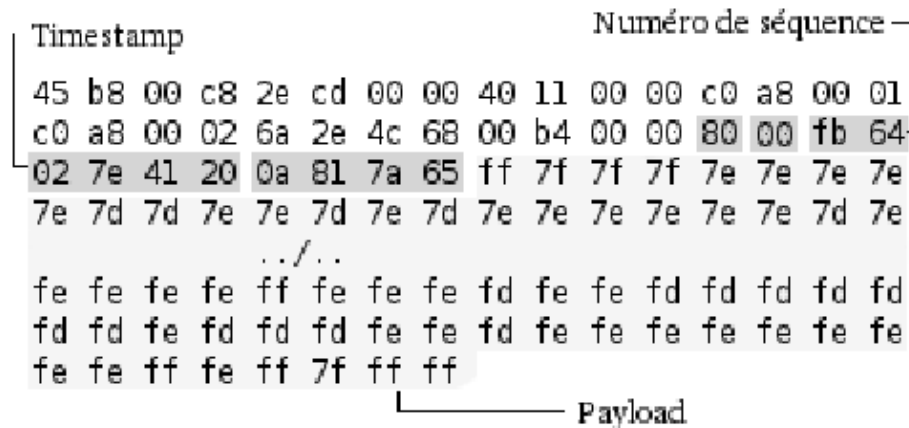 Timestamp
Numéro de séquence
45 b8 00 c8 2e cd 00 00 40 11 00 00 c0 a8 00 01
c0 a8 00 02 6a 2e 4c 68 00 b4 00 00 80 00 fb 64
02 7e 41 20 0a 81 7a 65 ff 7f 7f 7f 7e 7e 7e 7e
7e 7d 7d 7e 7e 7d 7e 7d 7e 7e 7e 7e 7e 7e 7d 7e
../..
fe fe fe fe ff fe fe fe fd fe fe fd fd fd fd fd
fd fd fe fd fd fd fe fe fd fe fe fe fe fe fe fe
fe fe ff fe ff 7f ff ff
Payload